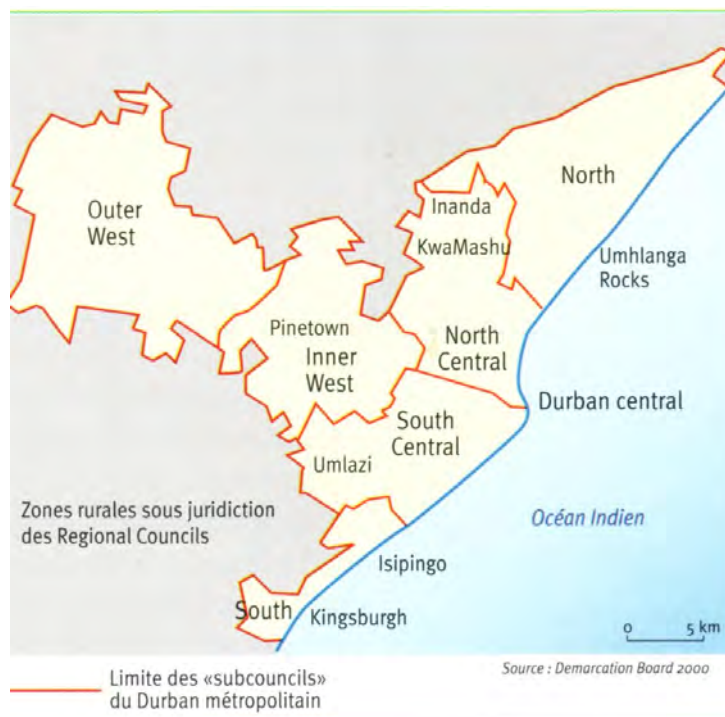 North
Outer
West
Inanda
KwaMashu
Umhlanga
Rocks
Pinetown
Inner
West
North
Central
Durban central
South
Central
Umlazi
Zones rurales sous juridiction
des Regional Councils
Océan Indien
Isipingo
South
Kingsburgh
0 5 km
Source : Demarcation Board 2000
Limite des «subcouncils»
du Durban métropolitain